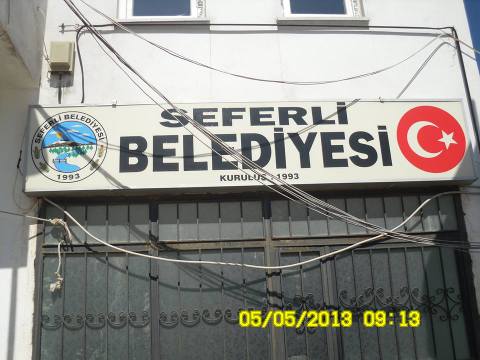 SEFERLİ BELEDİYESİ
1993
SEFERLİ
BELEDİYESİ
KURULUŞ : 1993
05/05/2013 09:13